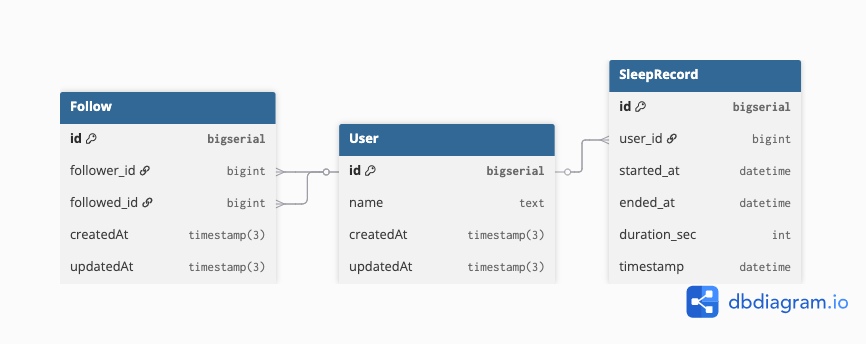 Follow
id bigserial
follower_id bigint
followed_id bigint
createdAt timestamp(3)
updatedAt timestamp(3)
User
id bigserial
name text
createdAt timestamp(3)
updatedAt timestamp(3)
SleepRecord
id bigserial
user_id bigint
started_at datetime
ended_at datetime
duration_sec int
timestamp datetime
dbdiagram.io